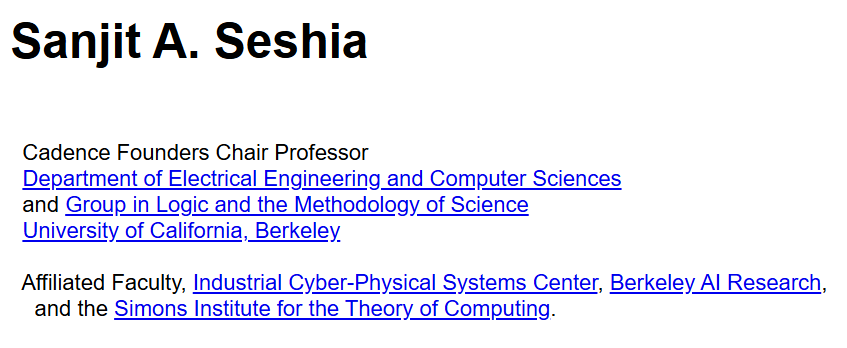 Sanjit A. Seshia
Cadence Founders Chair Professor
Department of Electrical Engineering and Computer Sciences
and Group in Logic and the Methodology of Science
University of California, Berkeley
Affiliated Faculty, Industrial Cyber-Physical Systems Center, Berkeley AI Research,
and the Simons Institute for the Theory of Computing.